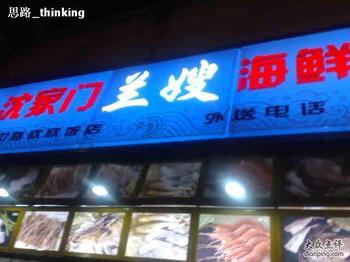 思路_thinking
沈家门 兰嫂 海鲜
外送电话
大众点评
dianping.com